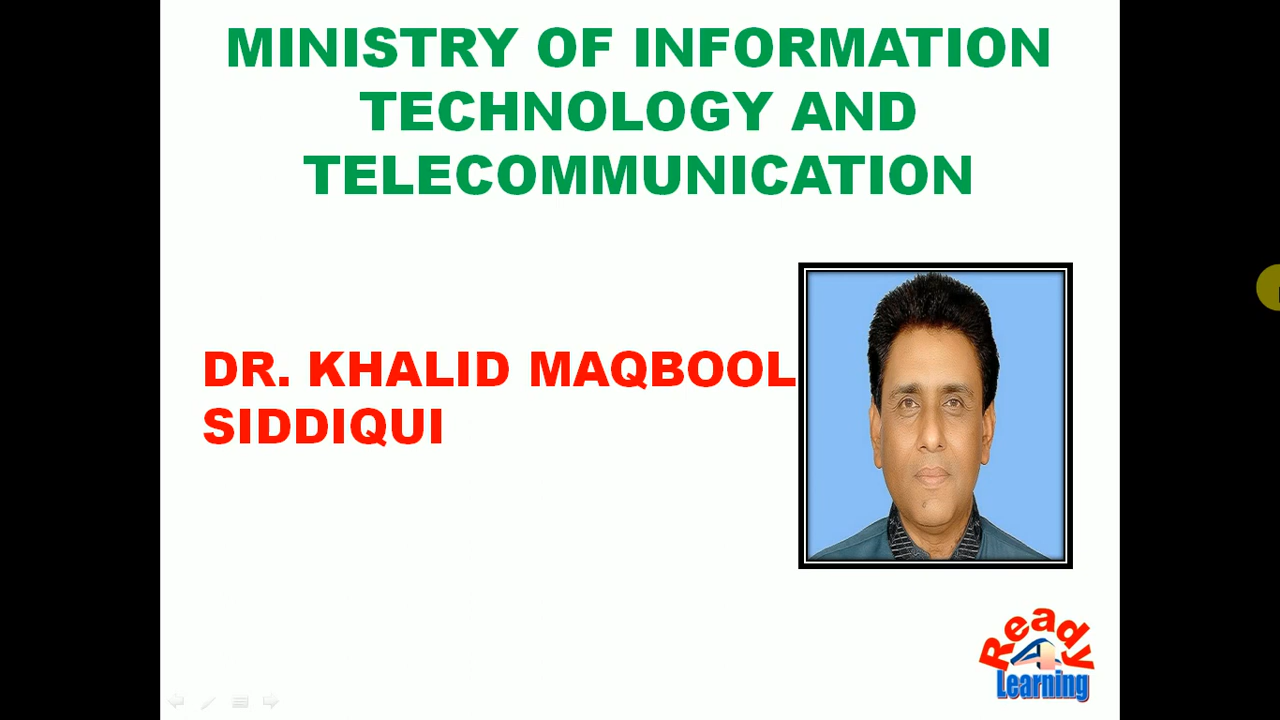 MINISTRY OF INFORMATION
TECHNOLOGY AND
TELECOMMUNICATION
DR. KHALID MAQBOOL
SIDDIQUI
Ready
4
Learning